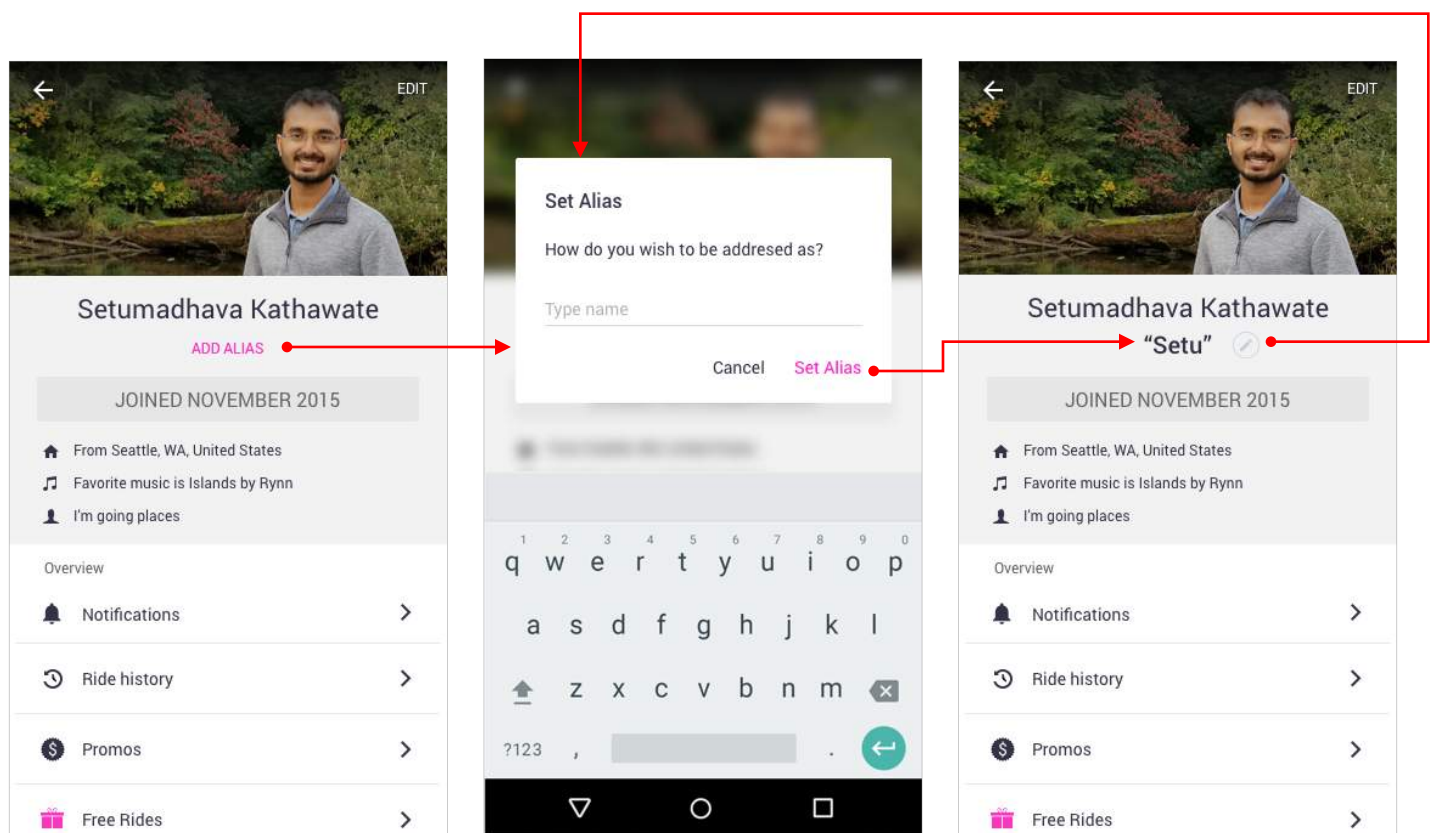 EDIT
Setumadhava Kathawate
ADD ALIAS
JOINED NOVEMBER 2015
From Seattle, WA, United States
Favorite music is Islands by Rynn
I'm going places
Overview
Notifications
Ride history
Promos
Free Rides
Set Alias
How do you wish to be addresed as?
Type name
Cancel Set Alias
1 2 3 4 5 6 7 8 9 0
q w e r t y u i o p
a s d f g h j k l
z x c v b n m
?123 , .
EDIT
Setumadhava Kathawate
“Setu”
JOINED NOVEMBER 2015
From Seattle, WA, United States
Favorite music is Islands by Rynn
I'm going places
Overview
Notifications
Ride history
Promos
Free Rides